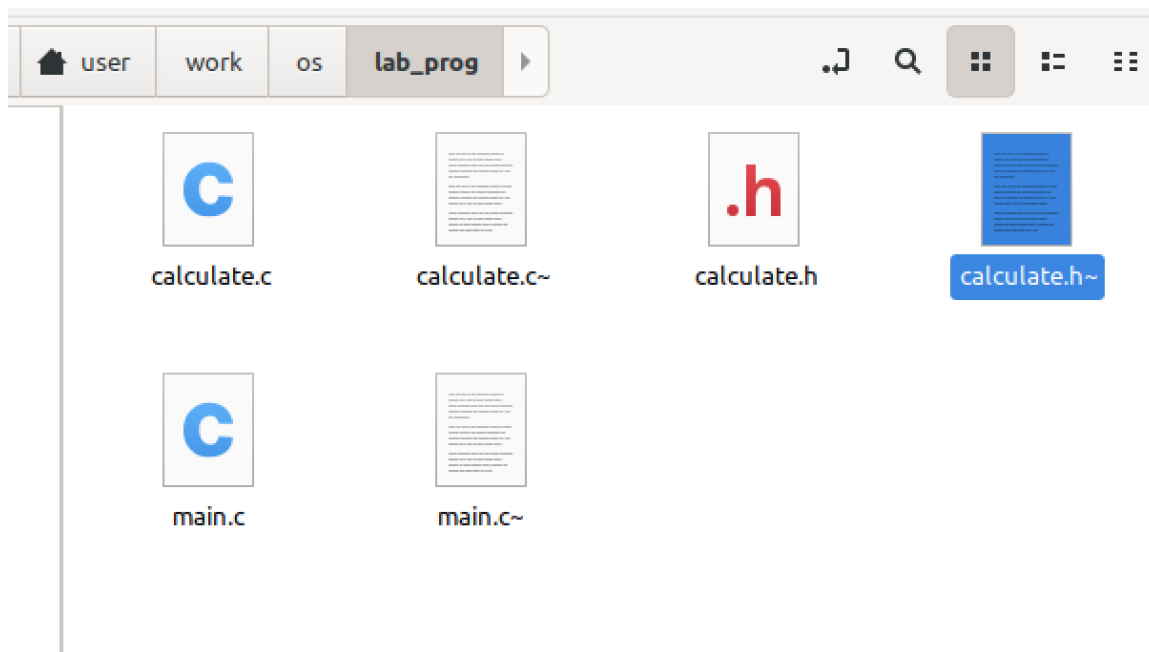 user work os lab_prog
C .h
calculate.c calculate.c~ calculate.h calculate.h~
C
main.c main.c~